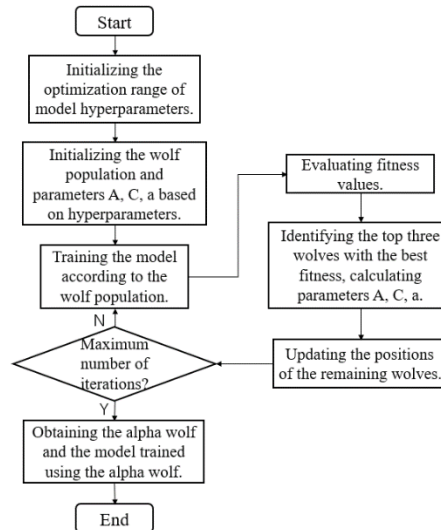 Start
Initializing the
optimization range of
model hyperparameters.
Initializing the wolf
population and
parameters A, C, a based
on hyperparameters.
Training the model
according to the
wolf population.
Evaluating fitness
values.
Identifying the top three
wolves with the best
fitness, calculating
parameters A, C, a.
Updating the positions
of the remaining wolves.
N
Maximum
number of
iterations?
Y
Obtaining the alpha wolf
and the model trained
using the alpha wolf.
End